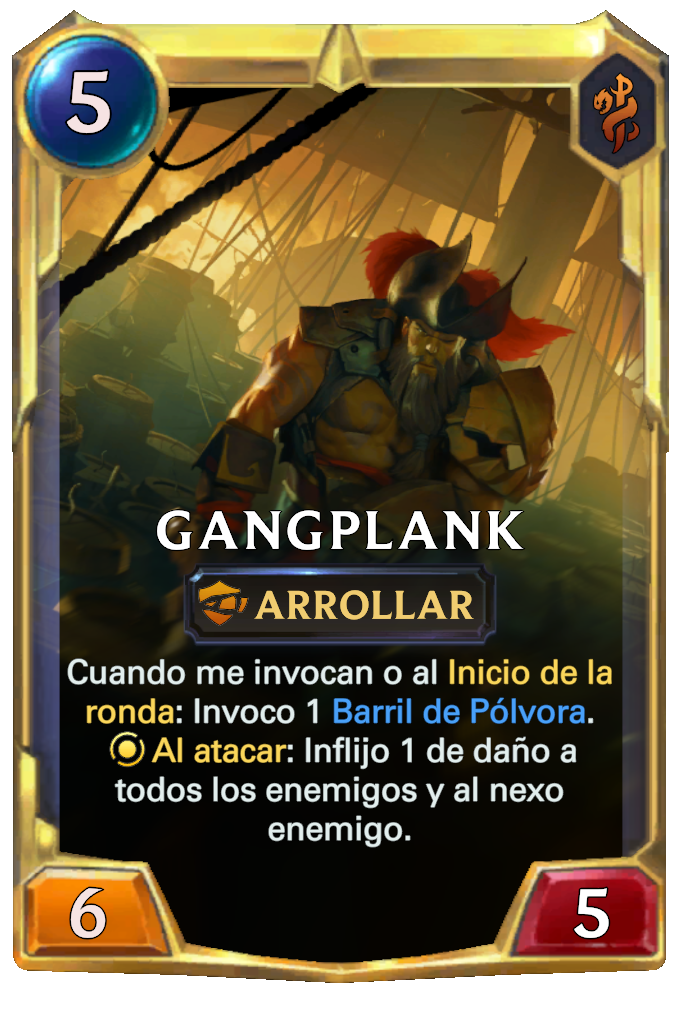 5
GANGPLANK
ARROLLAR
Cuando me invocan o al Inicio de la
ronda: Invoco 1 Barril de Pólvora.
Al atacar: Inflijo 1 de daño a
todos los enemigos y al nexo
enemigo.
6
5